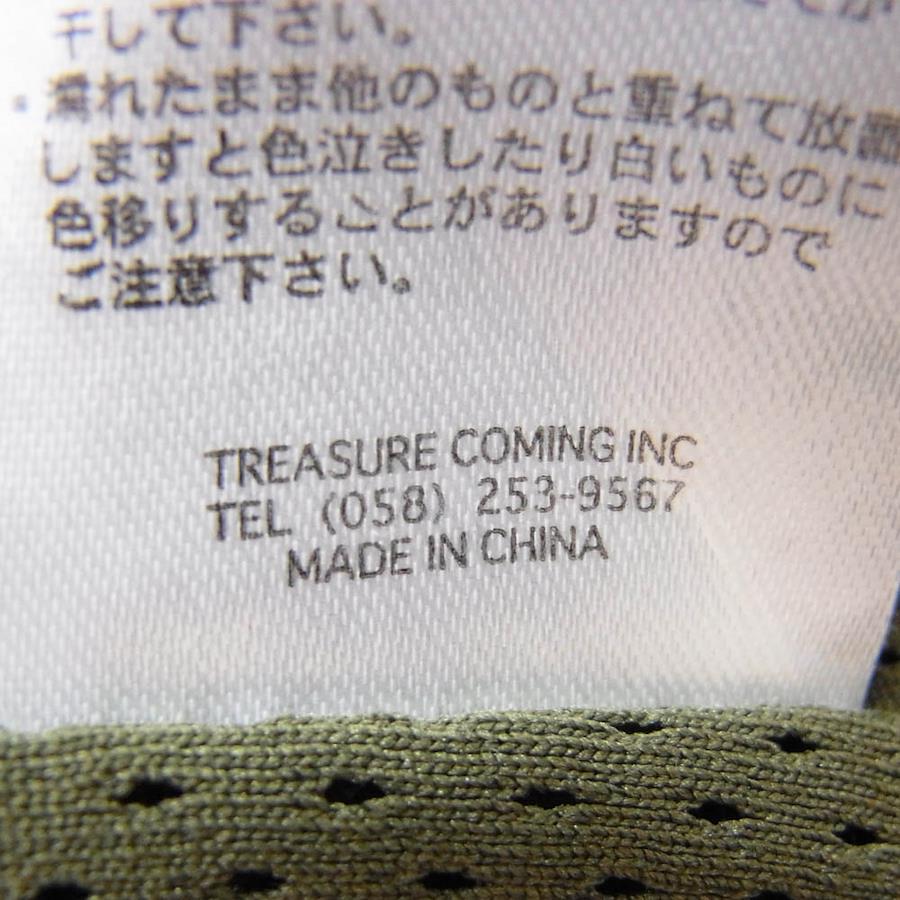 干して下さい。
・濡れたまま他のものと重ねて放置
しますと色泣きしたり白いものに
色移りすることがありますので
ご注意下さい。
TREASURE COMING INC
TEL (058) 253-9567
MADE IN CHINA